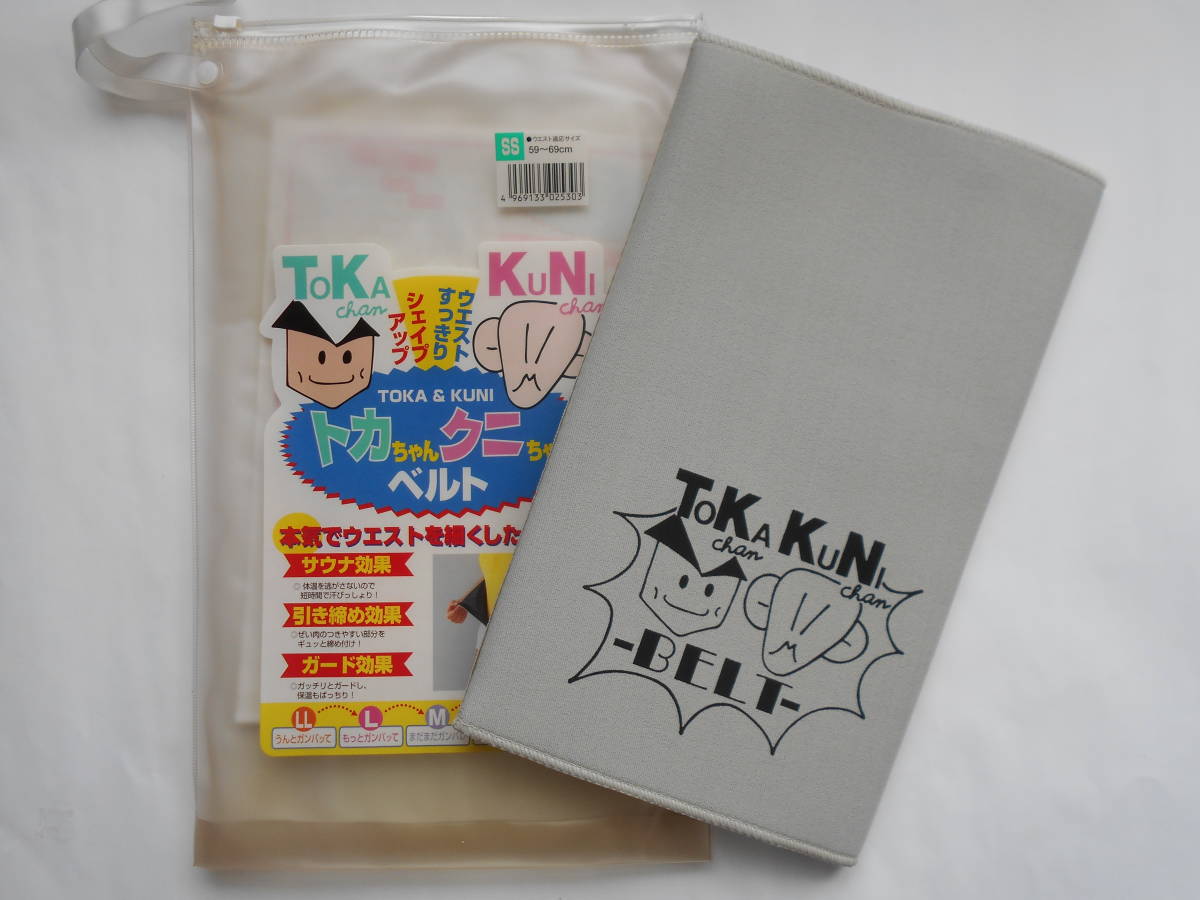 SS
●ウエスト適応サイズ
59〜69cm
4 969133 025303
TOKA
chan
KUNI
chan
ウエスト
すっきり
シェイプ
アップ
TOKA & KUNI
トカちゃんクニちゃ
ベルト
本気でウエストを細くした
サウナ効果
◎体温を逃がさないので
短時間で汗びっしょり!
引き締め効果
◎ぜい肉のつきやすい部分を
ギュッと締め付け!
ガード効果
◎ガッチリとガードし、
保温もばっちり!
LL
うんとガンバって
L
もっとガンバって
M
まだまだガンバ
TOKA KUNI
chan chan
-BELT-